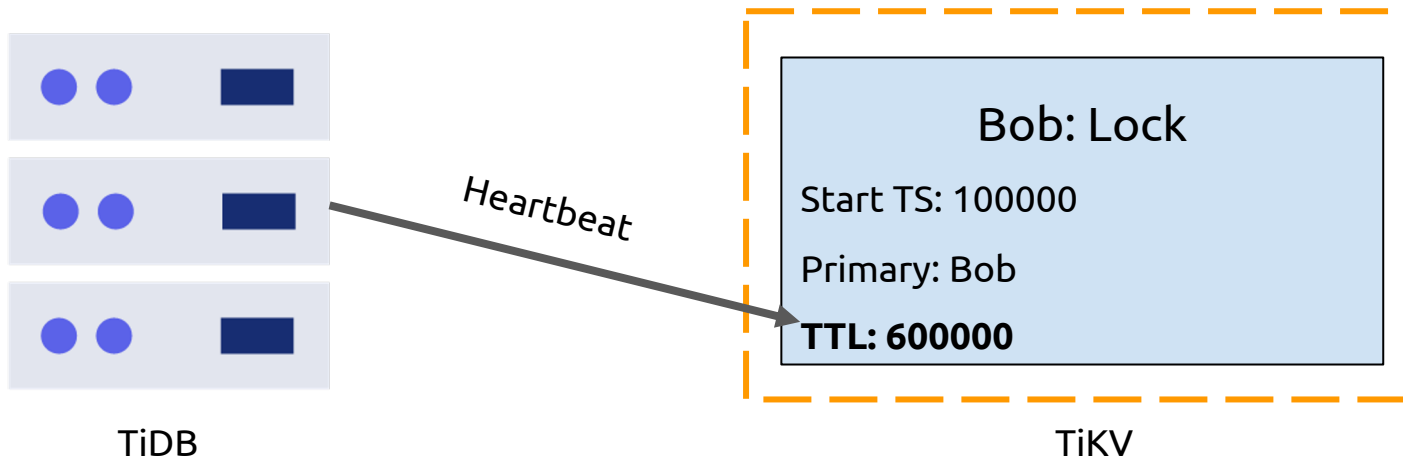 Heartbeat
Bob: Lock
Start TS: 100000
Primary: Bob
TTL: 600000
TiDB
TiKV